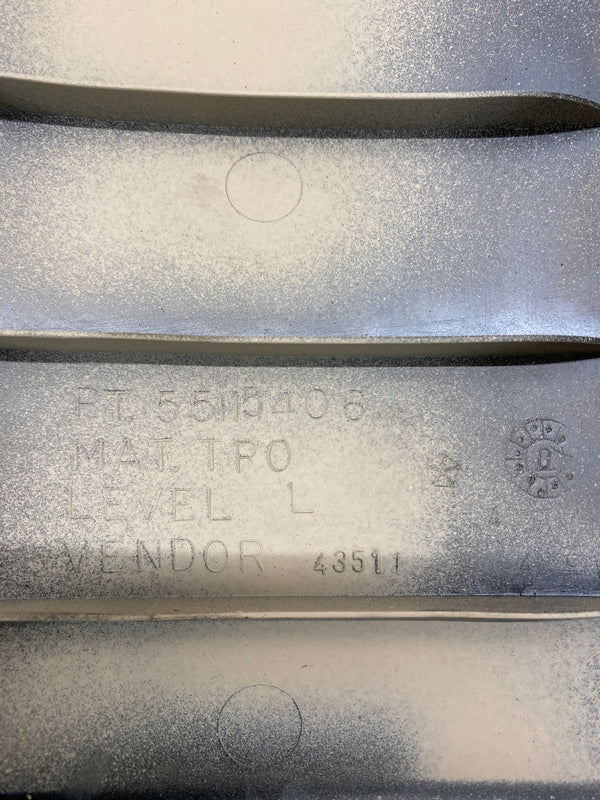 PT. 55115406
MAT. TPO
LEVEL L
VENDOR 43511